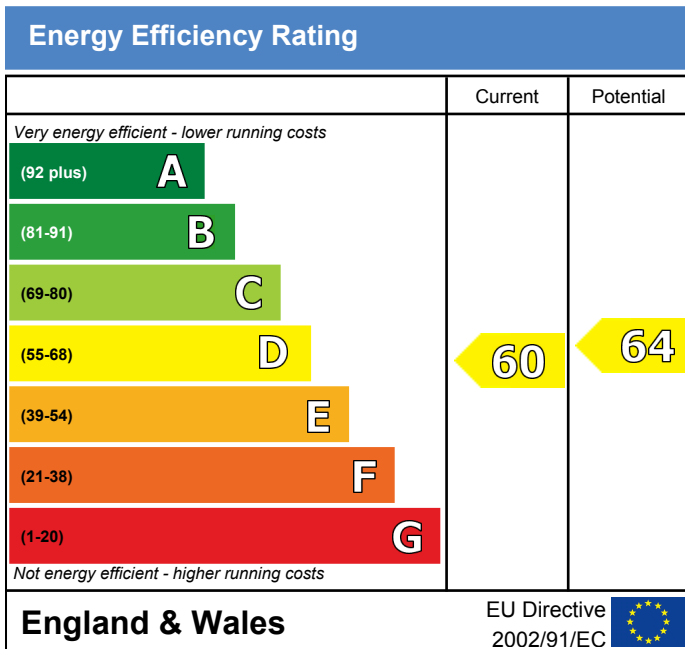 Energy Efficiency Rating
Current Potential
Very energy efficient - lower running costs
(92 plus) A
(81-91) B
(69-80) C
(55-68) D
60 64
(39-54) E
(21-38) F
(1-20) G
Not energy efficient - higher running costs
England & Wales
EU Directive
2002/91/EC